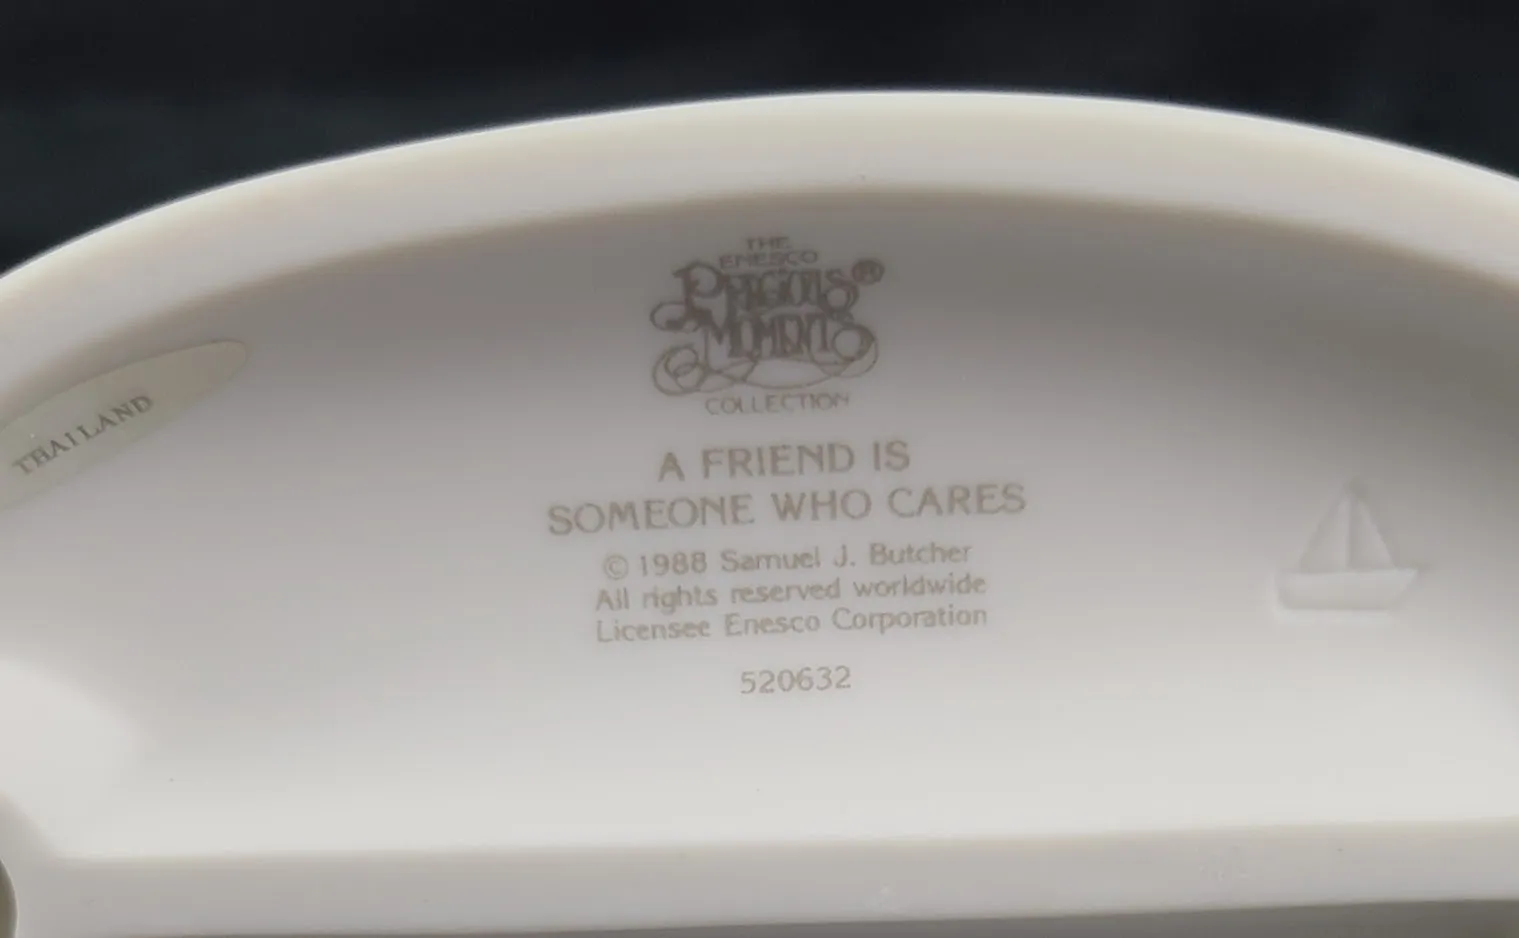 THE
ENESCO
PRECIOUS®
MOMENTS
COLLECTION
A FRIEND IS
SOMEONE WHO CARES
© 1988 Samuel J. Butcher
All rights reserved worldwide
Licensee Enesco Corporation
520632
THAILAND